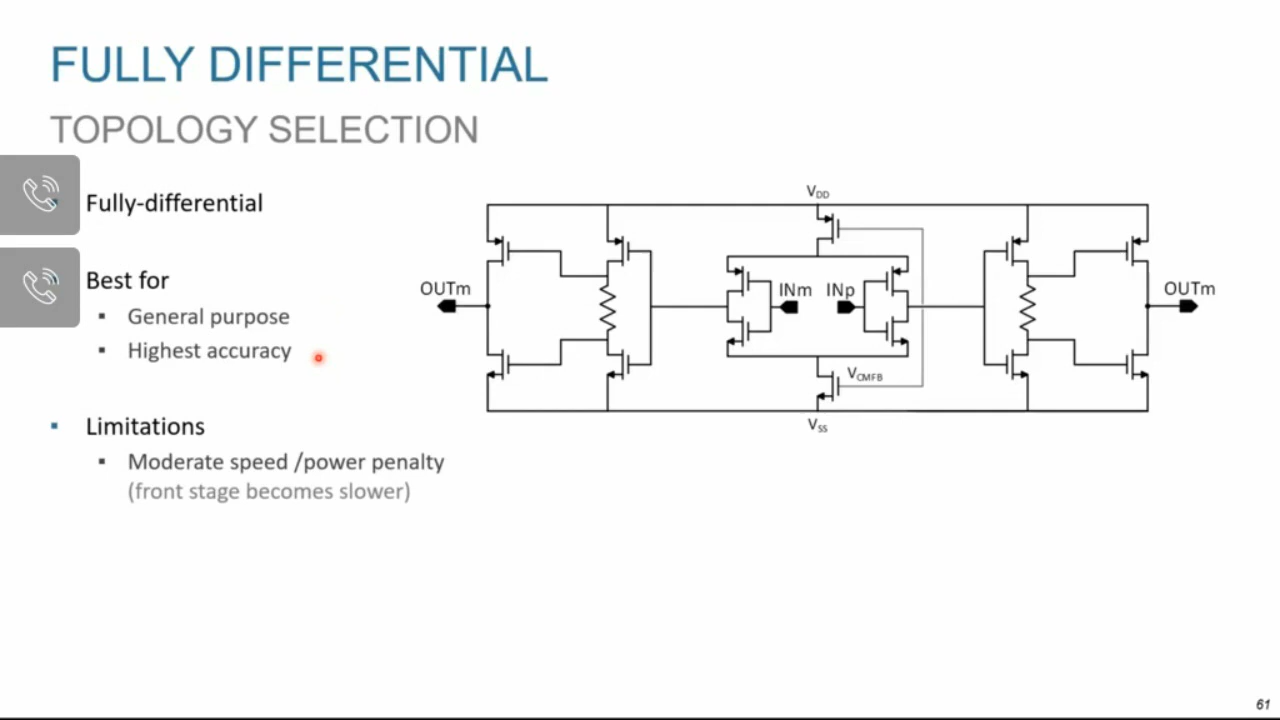 FULLY DIFFERENTIAL
TOPOLOGY SELECTION
Fully-differential
Best for
▪ General purpose
▪ Highest accuracy
▪ Limitations
▪ Moderate speed /power penalty
(front stage becomes slower)
VDD
OUTm
INm
INp
OUTm
VCMFB
VSS
61